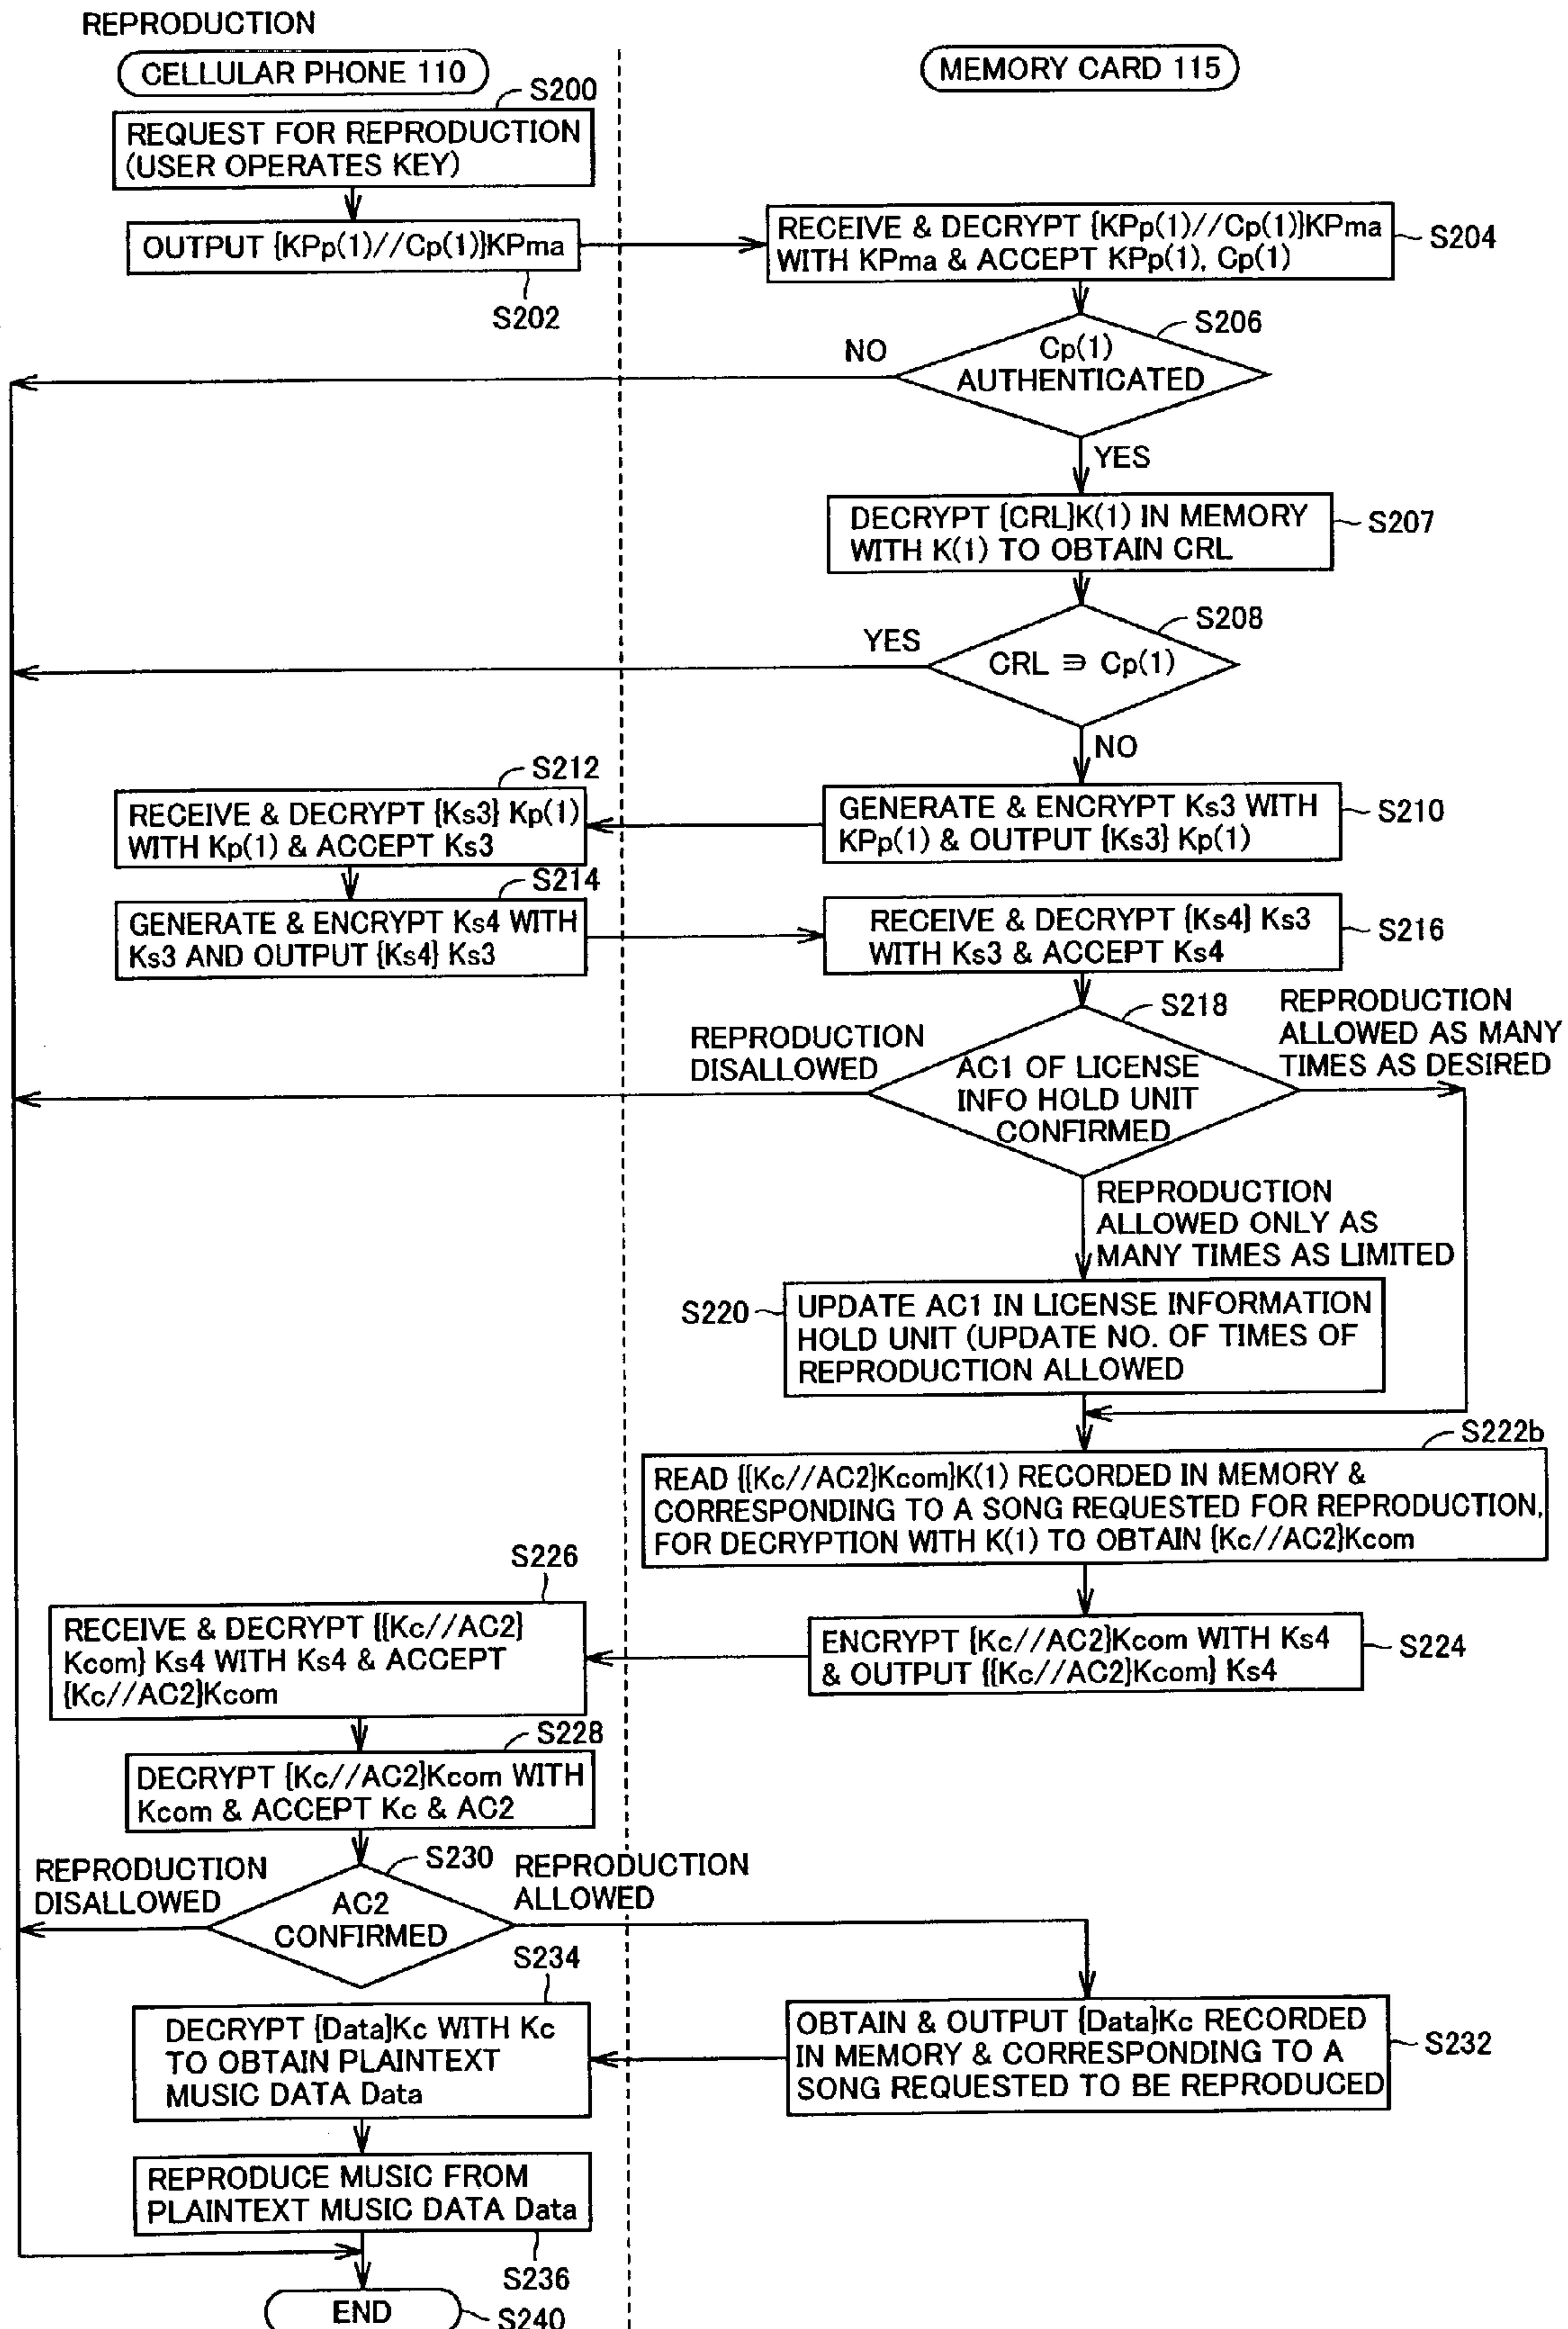 REPRODUCTION
CELLULAR PHONE 110
MEMORY CARD 115
S200
REQUEST FOR REPRODUCTION
(USER OPERATES KEY)
OUTPUT {KPp(1)//Cp(1)}KPma
S202
RECEIVE & DECRYPT {KPp(1)//Cp(1)}KPma
WITH KPma & ACCEPT KPp(1), Cp(1)
S204
S206
Cp(1)
AUTHENTICATED
NO
YES
DECRYPT {CRL}K(1) IN MEMORY
WITH K(1) TO OBTAIN CRL
S207
S208
CRL ∋ Cp(1)
YES
NO
S212
RECEIVE & DECRYPT {Ks3} Kp(1)
WITH Kp(1) & ACCEPT Ks3
GENERATE & ENCRYPT Ks3 WITH
KPp(1) & OUTPUT {Ks3} Kp(1)
S210
S214
GENERATE & ENCRYPT Ks4 WITH
Ks3 AND OUTPUT {Ks4} Ks3
RECEIVE & DECRYPT {Ks4} Ks3
WITH Ks3 & ACCEPT Ks4
S216
S218
AC1 OF LICENSE
INFO HOLD UNIT
CONFIRMED
REPRODUCTION
DISALLOWED
REPRODUCTION
ALLOWED AS MANY
TIMES AS DESIRED
REPRODUCTION
ALLOWED ONLY AS
MANY TIMES AS LIMITED
S220
UPDATE AC1 IN LICENSE INFORMATION
HOLD UNIT (UPDATE NO. OF TIMES OF
REPRODUCTION ALLOWED
S222b
READ {{Kc//AC2}Kcom}K(1) RECORDED IN MEMORY &
CORRESPONDING TO A SONG REQUESTED FOR REPRODUCTION,
FOR DECRYPTION WITH K(1) TO OBTAIN {Kc//AC2}Kcom
S226
RECEIVE & DECRYPT {{Kc//AC2}
Kcom} Ks4 WITH Ks4 & ACCEPT
{Kc//AC2}Kcom
ENCRYPT {Kc//AC2}Kcom WITH Ks4
& OUTPUT {{Kc//AC2}Kcom} Ks4
S224
S228
DECRYPT {Kc//AC2}Kcom WITH
Kcom & ACCEPT Kc & AC2
S230
AC2
CONFIRMED
REPRODUCTION
DISALLOWED
REPRODUCTION
ALLOWED
S234
DECRYPT {Data}Kc WITH Kc
TO OBTAIN PLAINTEXT
MUSIC DATA Data
OBTAIN & OUTPUT {Data}Kc RECORDED
IN MEMORY & CORRESPONDING TO A
SONG REQUESTED TO BE REPRODUCED
S232
REPRODUCE MUSIC FROM
PLAINTEXT MUSIC DATA Data
S236
END
S240